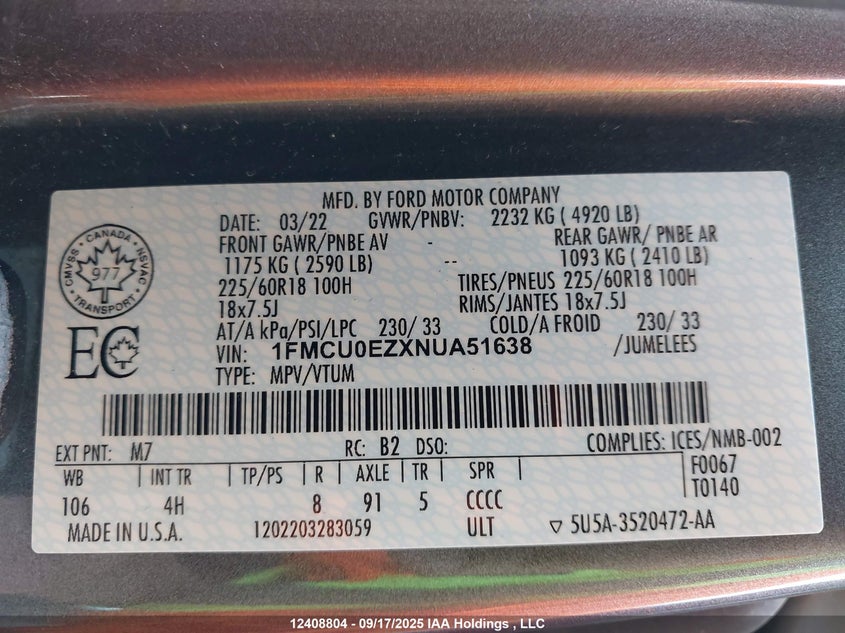 MFD. BY FORD MOTOR COMPANY
DATE: 03/22 GVWR/PNBV: 2232 KG ( 4920 LB)
FRONT GAWR/PNBE AV - REAR GAWR/ PNBE AR
1175 KG ( 2590 LB) -- 1093 KG ( 2410 LB)
225/60R18 100H TIRES/PNEUS 225/60R18 100H
18x7.5J RIMS/JANTES 18x7.5J
AT/A kPa/PSI/LPC 230/ 33 COLD/A FROID 230/ 33
VIN: 1FMCU0EZXNUA51638 /JUMELEES
TYPE: MPV/VTUM
CANADA
CMVSS
NSVAC
977
TRANSPORT
EC
EXT PNT: M7 RC: B2 DSO: COMPLIES: ICES/NMB-002
WB INT TR TP/PS R AXLE TR SPR F0067
106 4H 8 91 5 CCCC T0140
MADE IN U.S.A. 1202203283059 ULT ▽ 5U5A-3520472-AA
12408804 - 09/17/2025 IAA Holdings , LLC